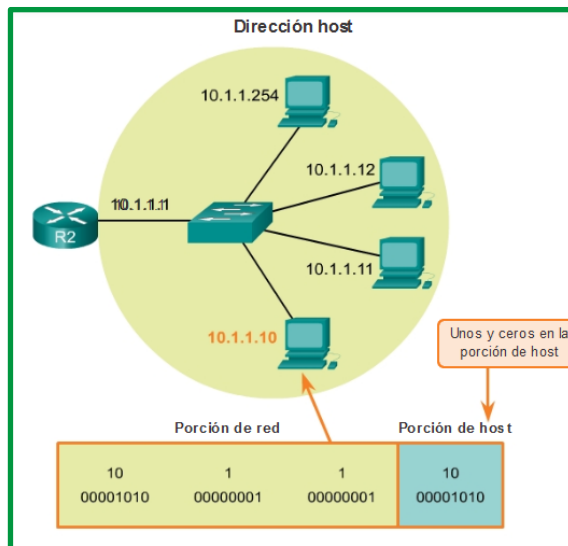 Dirección host
10.1.1.254
10.1.1.12
10.1.1.1
R2
10.1.1.11
10.1.1.10
Unos y ceros en la
porción de host
Porción de red Porción de host
10 1 1 10
00001010 00000001 00000001 00001010